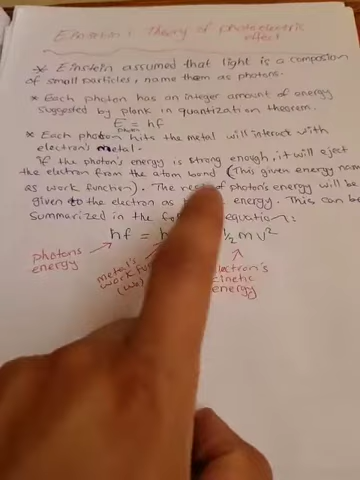 Einstein's Theory of photoelectric
effect
* Einstein assumed that light is a composion
of small particles, name them as photons.
* Each photon has an integer amount of energy
suggested by plank in quantization theorem.
E = hf
photon
* Each photon hits the metal will interact with
electron's metal.
If the photon's energy is strong enough, it will eject
the electron from the atom bond (This given energy name
as work function). The rest of photon's energy will be
given to the electron as energy. This can be
Summarized in the equation:
hf = 1/2 m v²
photons
energy
metal's
work
(Wo)
electron's
kinetic
energy